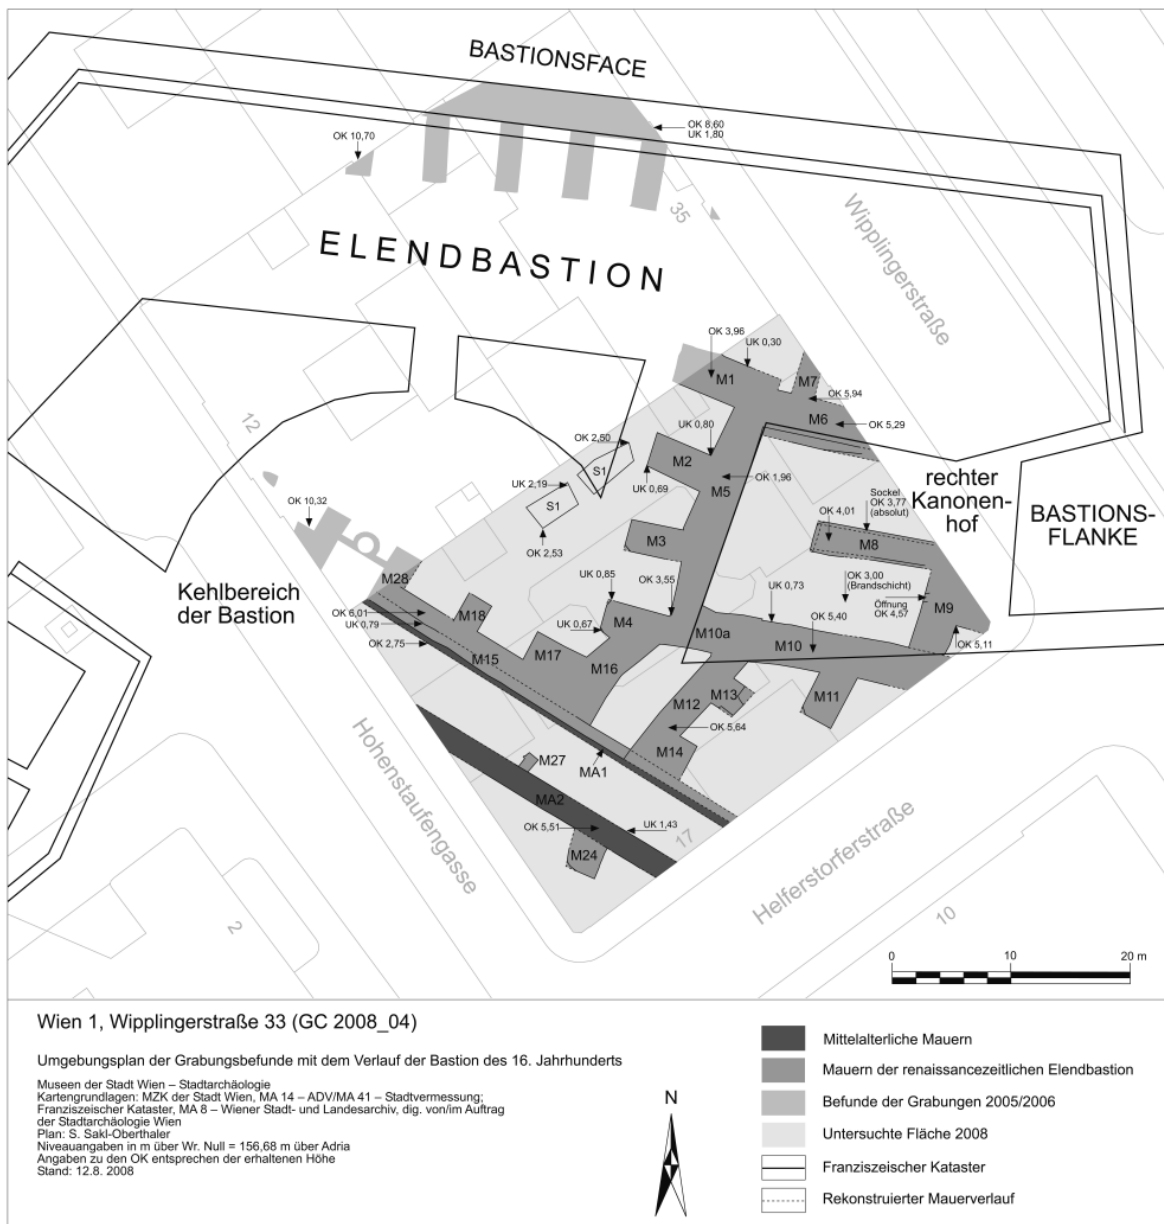 BASTIONSFACE
OK 10,70
OK 8,60
UK 1,80
35
Wipplingerstraße
ELENDBASTION
OK 3,96
UK 0,30
M1
M7
OK 5,94
M6
OK 5,29
12
OK 2,50
UK 0,80
M2
S1
UK 2,19
S1
UK 0,69
OK 1,96
M5
OK 2,53
rechter
Kanonen-
hof
Sockel
OK 3,77
(absolut)
OK 4,01
M8
BASTIONS-
FLANKE
OK 10,32
M3
M28
Kehlbereich
der Bastion
UK 0,85
OK 3,55
UK 0,73
OK 3,00
(Brandschicht)
Öffnung
OK 4,57
M9
OK 6,01
UK 0,79
OK 2,75
M18
UK 0,67
M4
M10a
OK 5,40
M10
OK 5,11
M15
M17
M16
M12
M13
M11
OK 5,64
M14
Hohenstaufengasse
M27
MA1
MA2
OK 5,51
UK 1,43
M24
17
Helferstorferstraße
2
10
0 10 20 m
Wien 1, Wipplingerstraße 33 (GC 2008_04)
Umgebungsplan der Grabungsbefunde mit dem Verlauf der Bastion des 16. Jahrhunderts
Museen der Stadt Wien – Stadtarchäologie
Kartengrundlagen: MZK der Stadt Wien, MA 14 – ADV/MA 41 – Stadtvermessung;
Franziszeischer Kataster, MA 8 – Wiener Stadt- und Landesarchiv, dig. von/im Auftrag
der Stadtarchäologie Wien
Plan: S. Sakl-Oberthaler
Niveauangaben in m über Wr. Null = 156,68 m über Adria
Angaben zu den OK entsprechen der erhaltenen Höhe
Stand: 12.8. 2008
N
Mittelalterliche Mauern
Mauern der renaissancezeitlichen Elendbastion
Befunde der Grabungen 2005/2006
Untersuchte Fläche 2008
Franziszeischer Kataster
Rekonstruierter Mauerverlauf